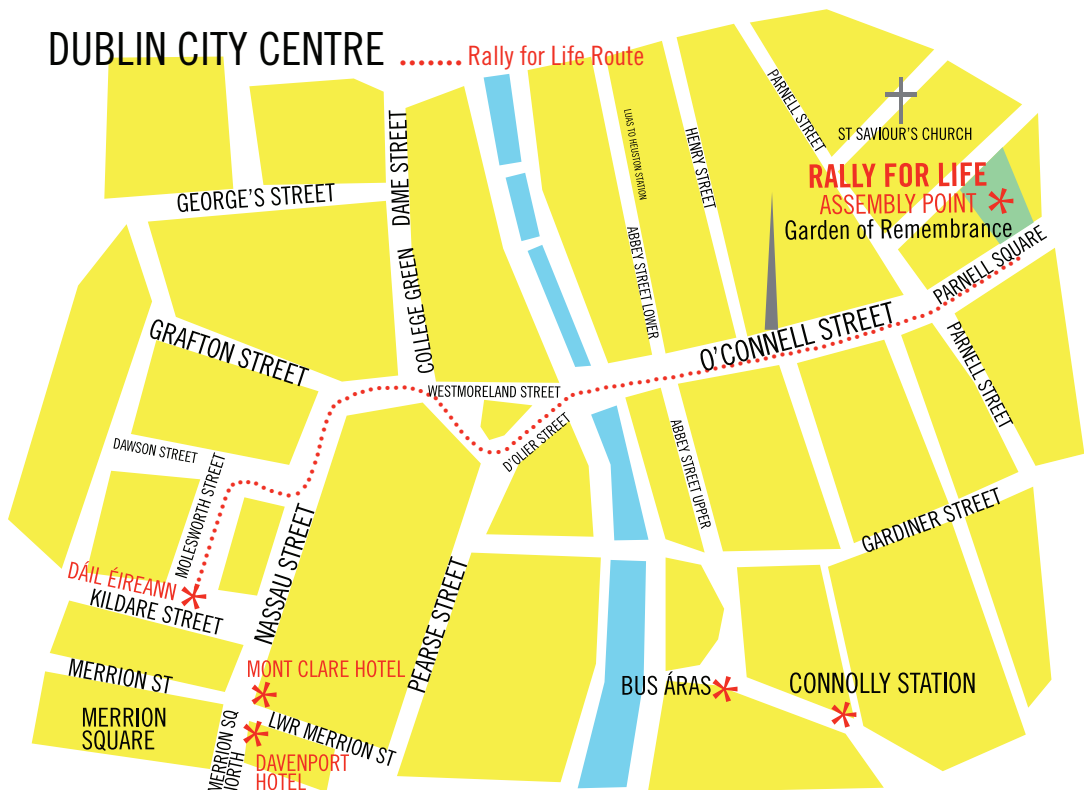 DUBLIN CITY CENTRE ....... Rally for Life Route
PARNELL STREET
ST SAVIOUR'S CHURCH
LUAS TO HEUSTON STATION
HENRY STREET
DAME STREET
GEORGE'S STREET
RALLY FOR LIFE
ASSEMBLY POINT
Garden of Remembrance
PARNELL SQUARE
ABBEY STREET LOWER
COLLEGE GREEN
O'CONNELL STREET
GRAFTON STREET
WESTMORELAND STREET
PARNELL STREET
D'OLIER STREET
ABBEY STREET UPPER
DAWSON STREET
MOLESWORTH STREET
GARDINER STREET
NASSAU STREET
DÁIL ÉIREANN
KILDARE STREET
PEARSE STREET
MERRION ST
MONT CLARE HOTEL
BUS ÁRAS
CONNOLLY STATION
MERRION
SQUARE
LWR MERRION ST
MERRION SQ
NORTH
DAVENPORT
HOTEL